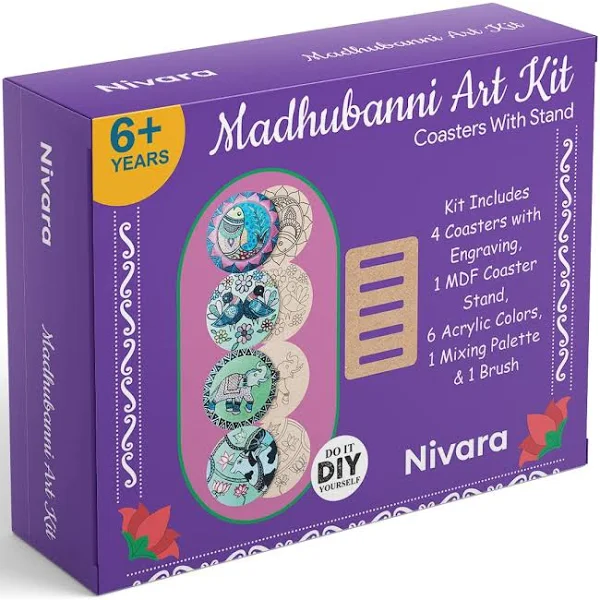 Nivara
Madhubanni Art Kit
6+
YEARS
Madhubanni Art Kit
Coasters With Stand
Nivara
Madhubanni Art Kit
Kit Includes
4 Coasters with
Engraving,
1 MDF Coaster
Stand,
6 Acrylic Colors,
1 Mixing Palette
& 1 Brush
DO IT
DIY
YOURSELF
Nivara